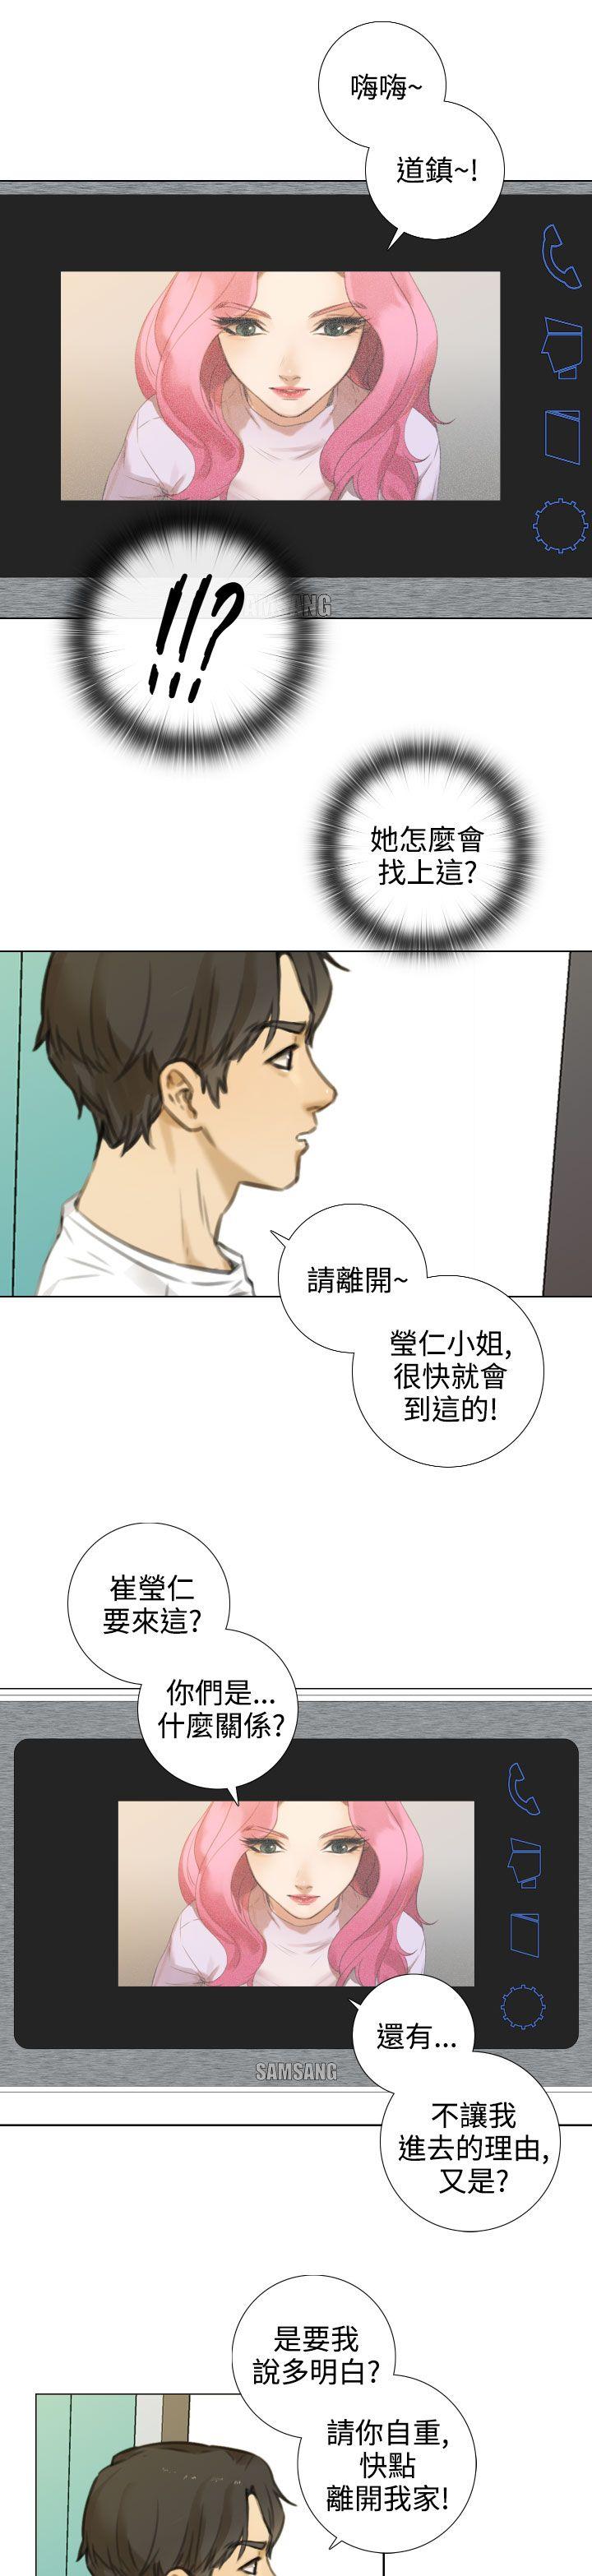 嗨嗨~
道鎮~!
SANG
!!?
她怎麼會
找上這?
請離開~
瑩仁小姐,
很快就會
到這的!
崔瑩仁
要來這?
你們是...
什麼關係?
SAMSANG
還有...
不讓我
進去的理由,
又是?
是要我
說多明白?
請你自重,
快點
離開我家!